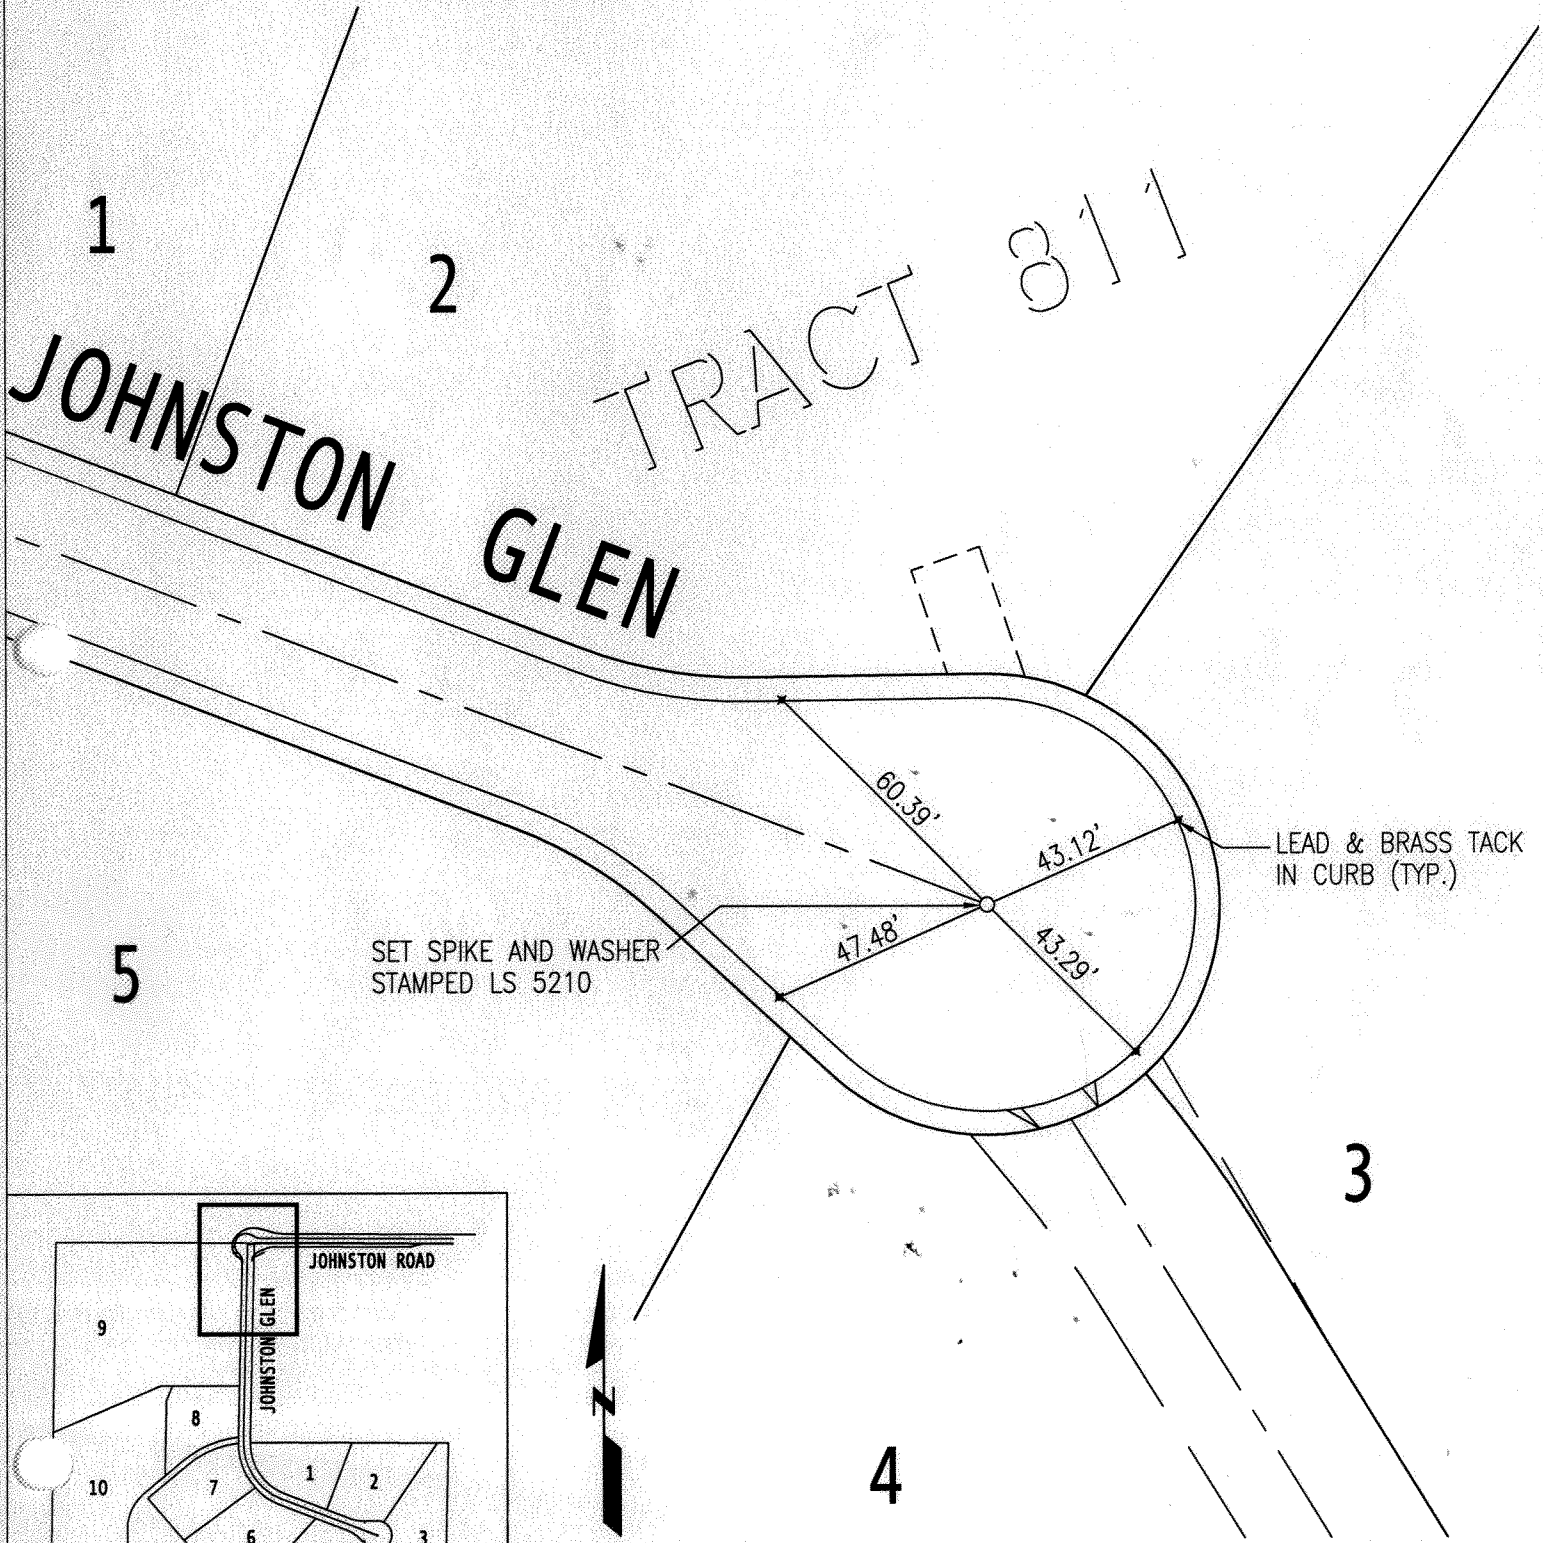 1
2
TRACT 811
JOHNSTON GLEN
60.39'
43.12'
LEAD & BRASS TACK
IN CURB (TYP.)
47.48'
43.29'
SET SPIKE AND WASHER
STAMPED LS 5210
5
3
4
N
JOHNSTON ROAD
JOHNSTON GLEN
9
8
10
7
1
2
6
3